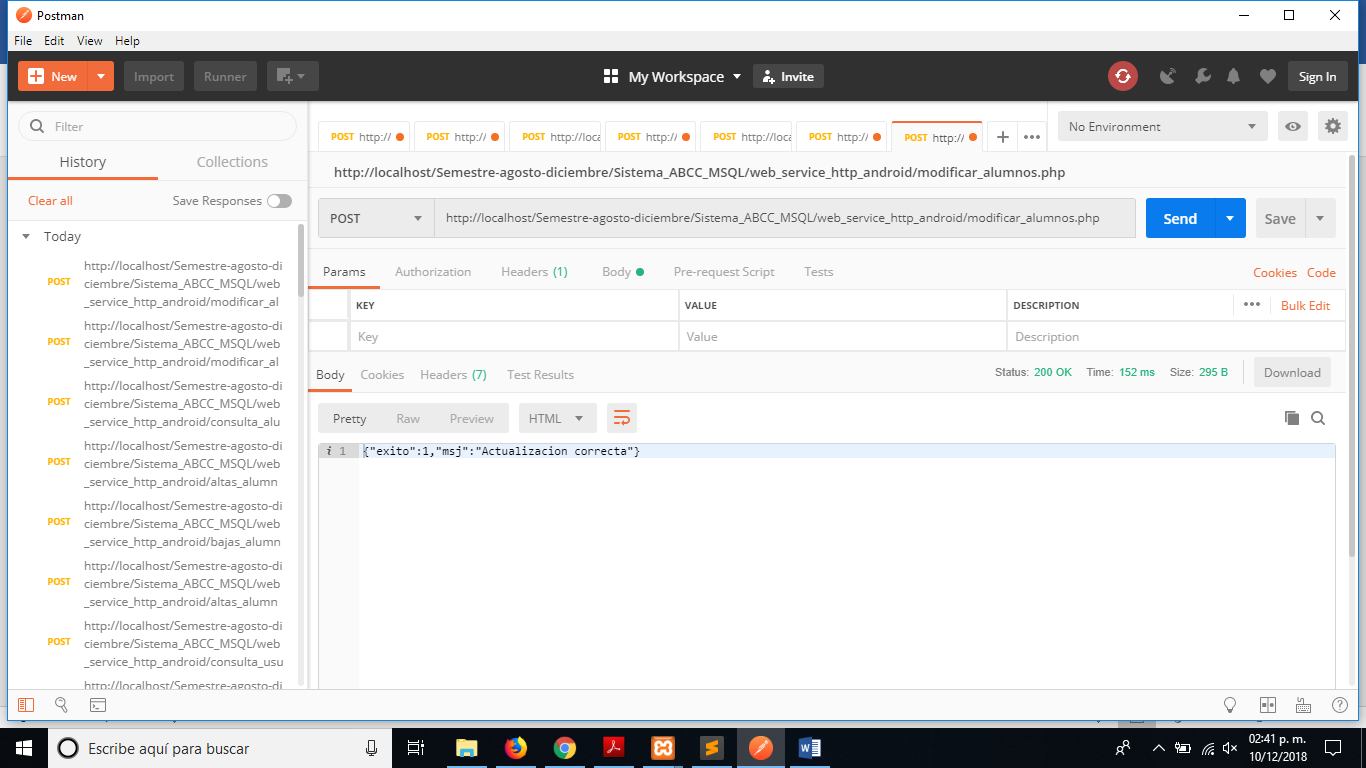 Postman
File Edit View Help
New Import Runner My Workspace Invite Sign In
Filter
History Collections
Clear all Save Responses
Today
POST http://localhost/Semestre-agosto-di
ciembre/Sistema_ABCC_MSQL/web
_service_http_android/modificar_al
POST http://localhost/Semestre-agosto-di
ciembre/Sistema_ABCC_MSQL/web
_service_http_android/modificar_al
POST http://localhost/Semestre-agosto-di
ciembre/Sistema_ABCC_MSQL/web
_service_http_android/consulta_alu
POST http://localhost/Semestre-agosto-di
ciembre/Sistema_ABCC_MSQL/web
_service_http_android/altas_alumn
POST http://localhost/Semestre-agosto-di
ciembre/Sistema_ABCC_MSQL/web
_service_http_android/bajas_alumn
POST http://localhost/Semestre-agosto-di
ciembre/Sistema_ABCC_MSQL/web
_service_http_android/altas_alumn
POST http://localhost/Semestre-agosto-di
ciembre/Sistema_ABCC_MSQL/web
_service_http_android/consulta_usu
http://localhost/Semestre-agosto-di
POST http:// POST http:// POST http://loca POST http:// POST http://loca POST http:// POST http://
No Environment
http://localhost/Semestre-agosto-diciembre/Sistema_ABCC_MSQL/web_service_http_android/modificar_alumnos.php
POST http://localhost/Semestre-agosto-diciembre/Sistema_ABCC_MSQL/web_service_http_android/modificar_alumnos.php Send Save
Params Authorization Headers (1) Body Pre-request Script Tests Cookies Code
KEY VALUE DESCRIPTION Bulk Edit
Key Value Description
Body Cookies Headers (7) Test Results Status: 200 OK Time: 152 ms Size: 295 B Download
Pretty Raw Preview HTML
i 1 {"exito":1,"msj":"Actualizacion correcta"}
Escribe aquí para buscar
02:41 p. m.
10/12/2018